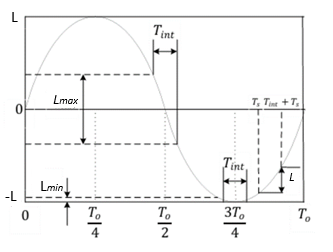 L
T_int
L_max
T_s T_int + T_s
0
T_int
L_min
L
-L
0
T_o/4
T_o/2
3T_o/4
T_o